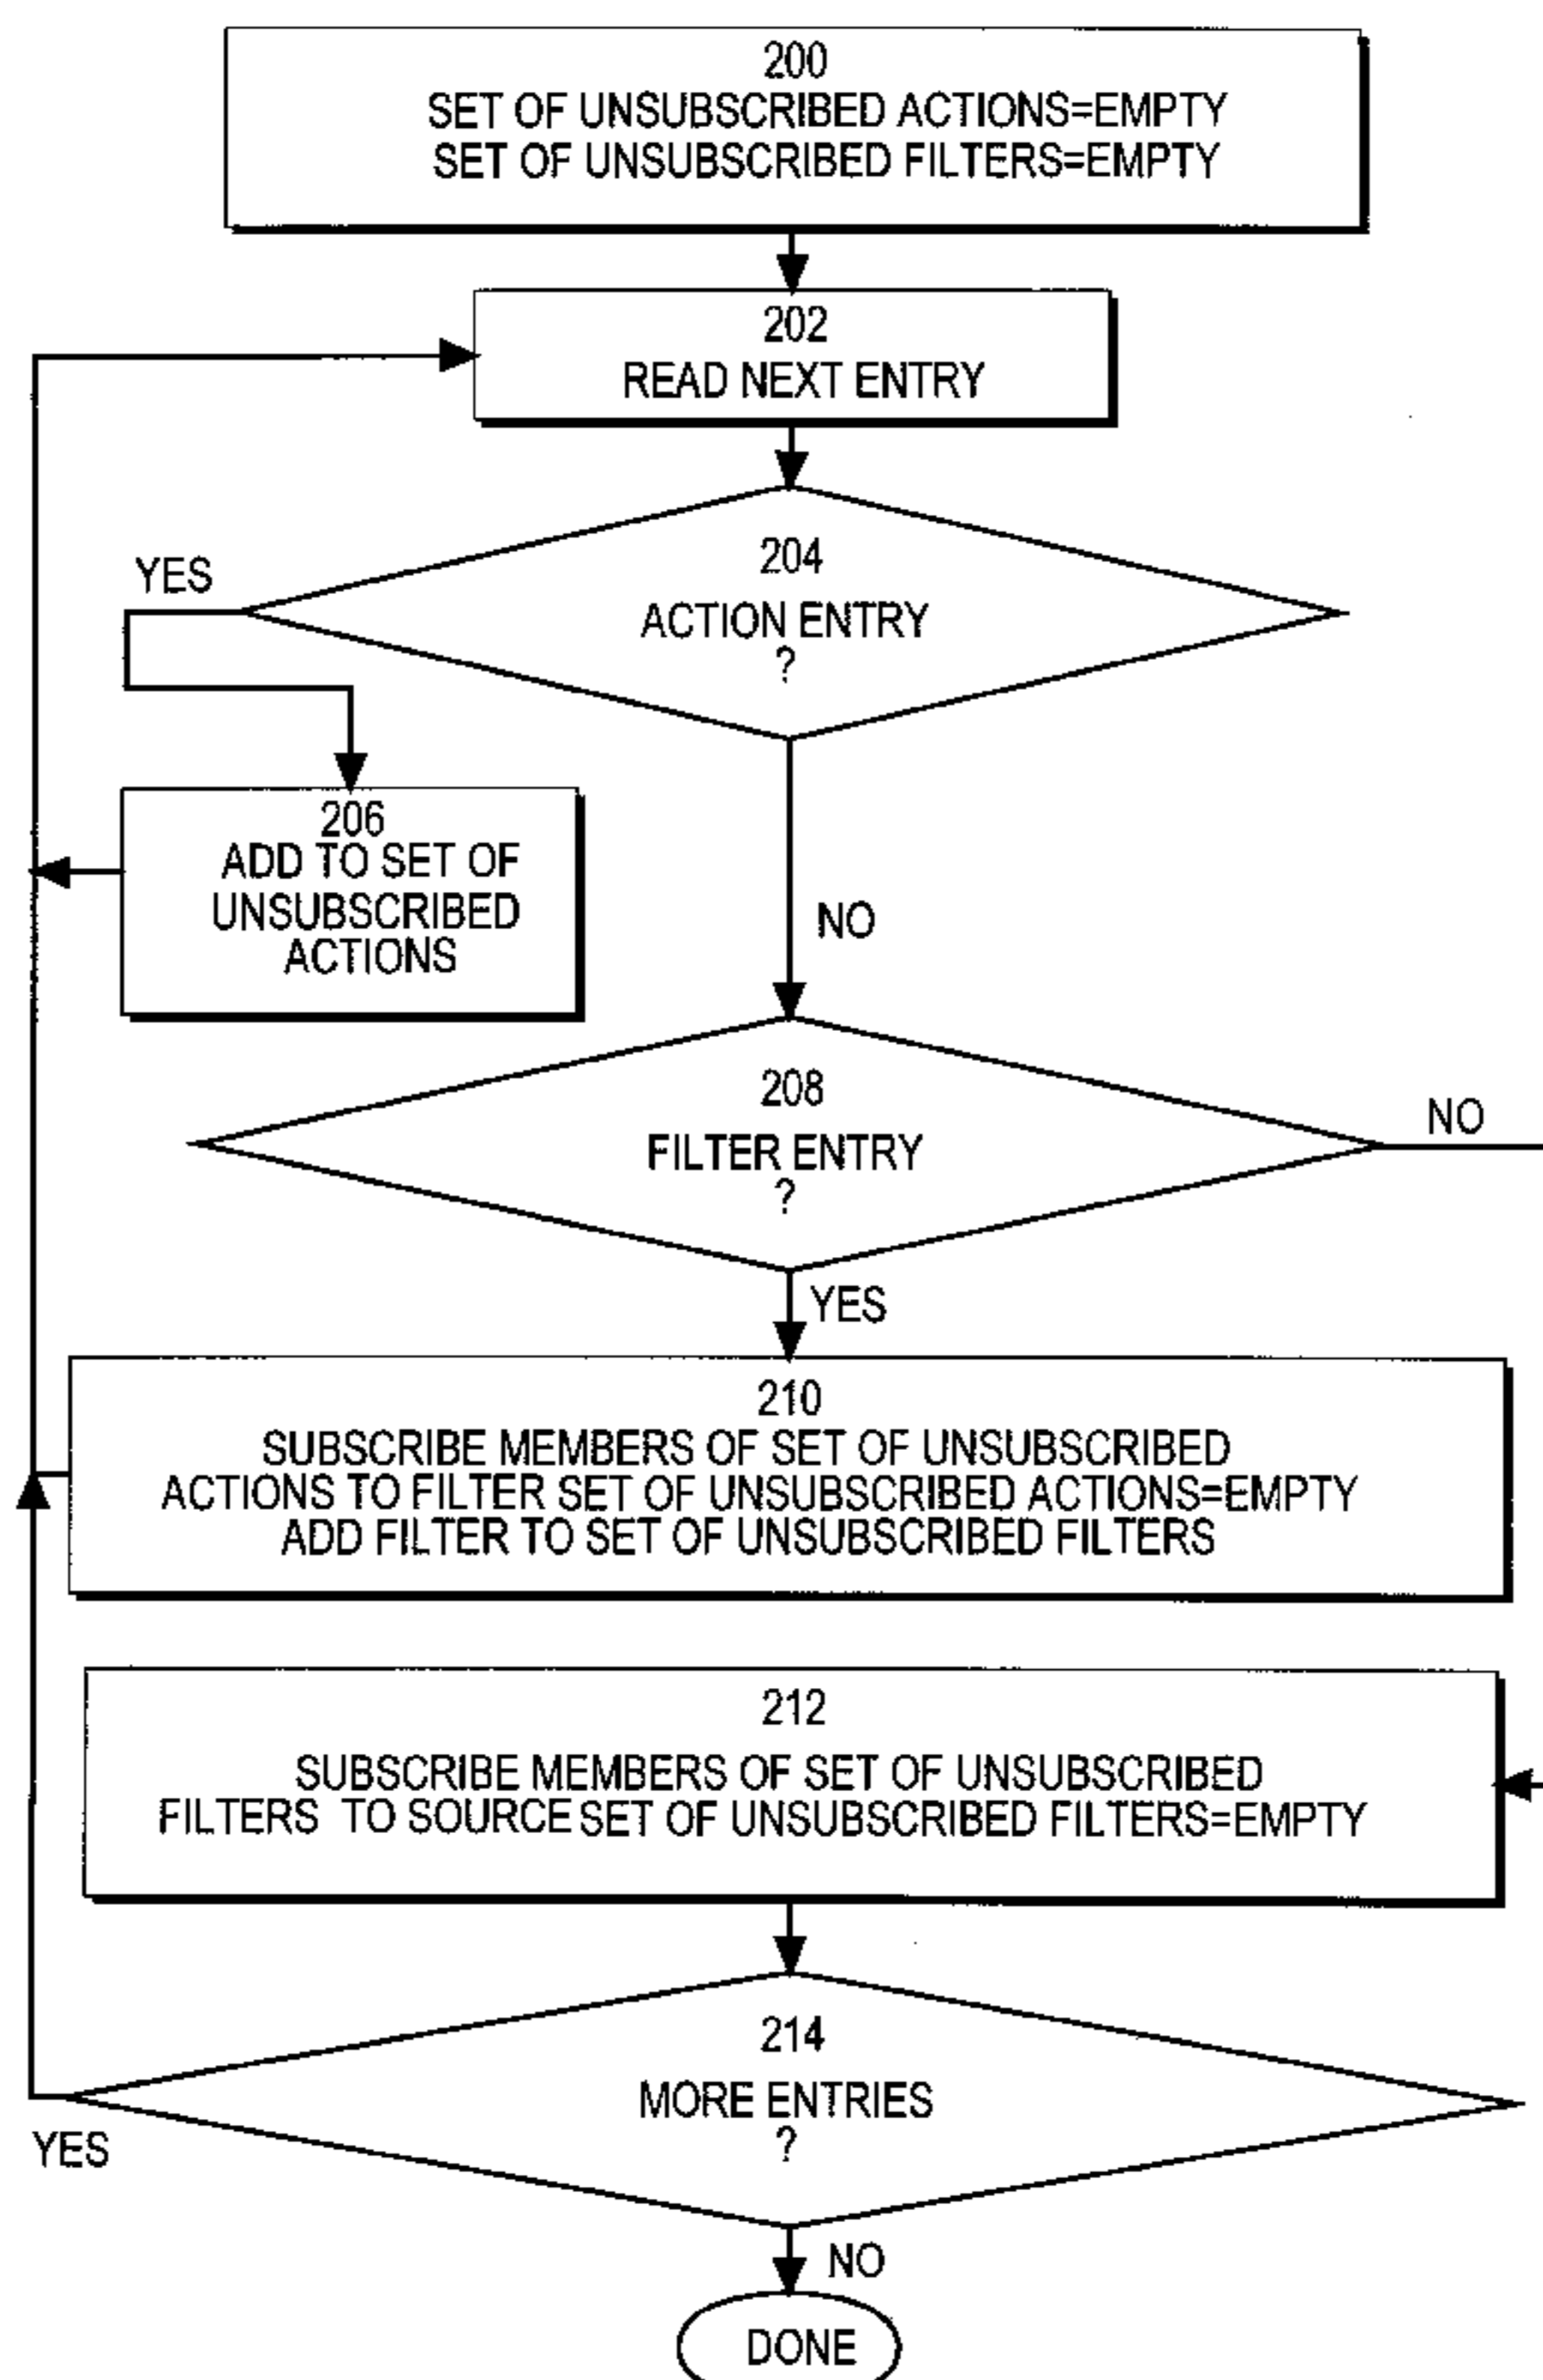 200
SET OF UNSUBSCRIBED ACTIONS=EMPTY
SET OF UNSUBSCRIBED FILTERS=EMPTY
202
READ NEXT ENTRY
204
YES
ACTION ENTRY
?
206
ADD TO SET OF
UNSUBSCRIBED
ACTIONS
NO
208
NO
FILTER ENTRY
?
YES
210
SUBSCRIBE MEMBERS OF SET OF UNSUBSCRIBED
ACTIONS TO FILTER SET OF UNSUBSCRIBED ACTIONS=EMPTY
ADD FILTER TO SET OF UNSUBSCRIBED FILTERS
212
SUBSCRIBE MEMBERS OF SET OF UNSUBSCRIBED
FILTERS TO SOURCE SET OF UNSUBSCRIBED FILTERS=EMPTY
214
MORE ENTRIES
?
YES
NO
DONE